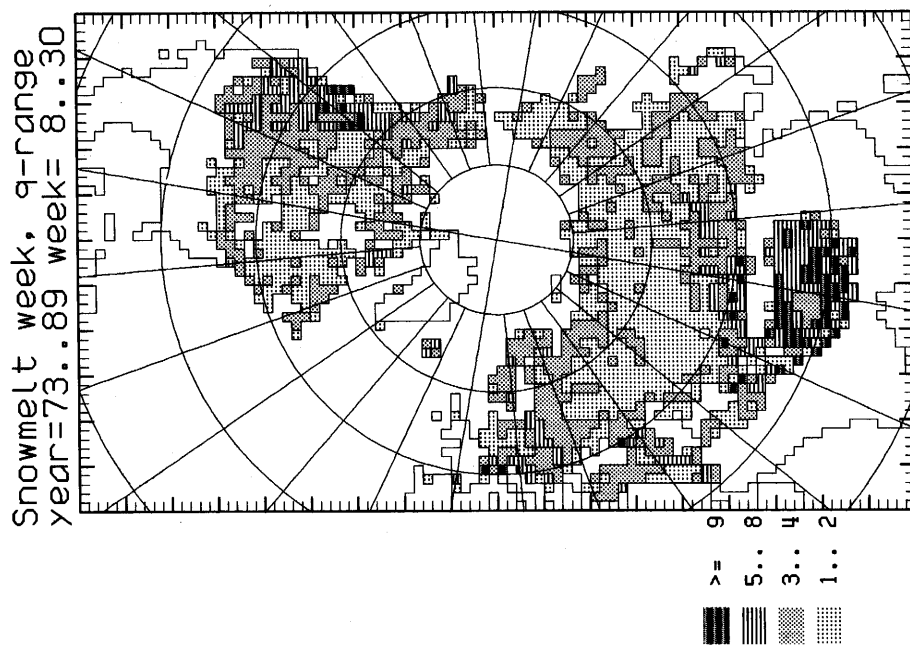 Snowmelt week, q-range
year=73..89 week= 8..30
>= 9
5.. 8
3.. 4
1.. 2